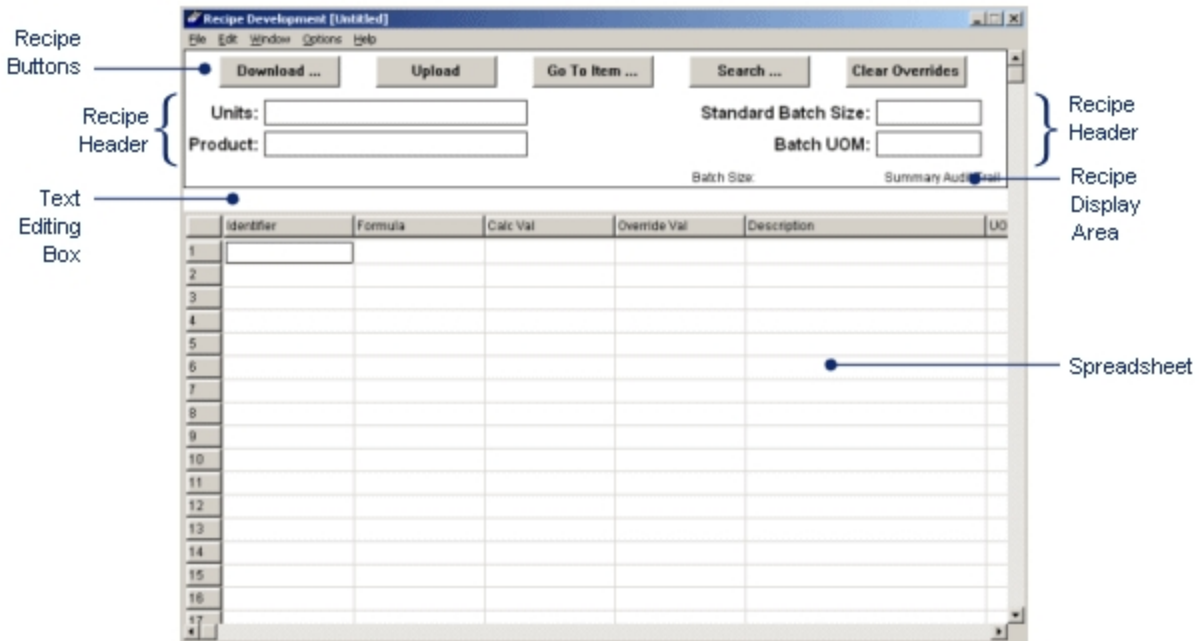 Recipe Development [Untitled]
File Edit Window Options Help
Recipe
Buttons
Download ... Upload Go To Item ... Search ... Clear Overrides
Recipe
Header
Units: Standard Batch Size:
Product: Batch UOM:
Recipe
Header
Batch Size: Summary Audit Trail
Recipe
Display
Area
Text
Editing
Box
Identifier Formula Calc Val Override Val Description UO
1
2
3
4
5
6
Spreadsheet
7
8
9
10
11
12
13
14
15
16
17